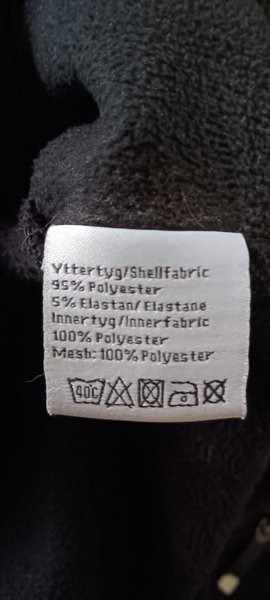 Yttertyg/Shellfabric
95% Polyester
5% Elastan/Elastane
Innertyg/Innerfabric
100% Polyester
Mesh: 100% Polyester
40°C